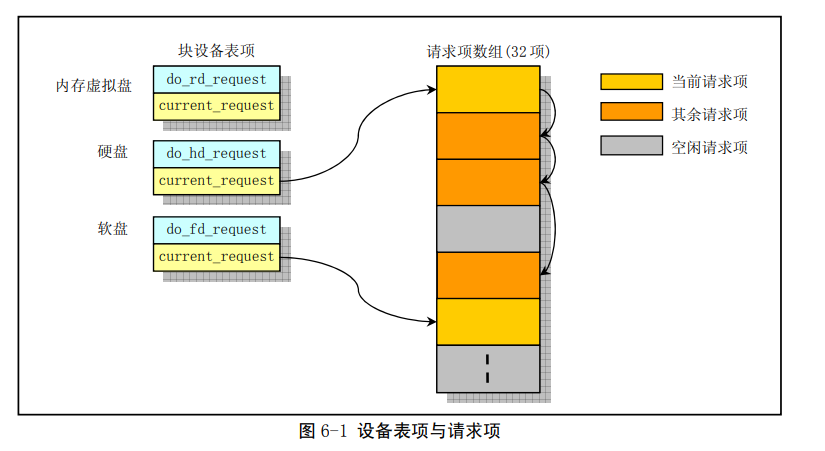 块设备表项
请求项数组(32项)
内存虚拟盘
do_rd_request
current_request
当前请求项
其余请求项
空闲请求项
硬盘
do_hd_request
current_request
软盘
do_fd_request
current_request
图 6-1 设备表项与请求项